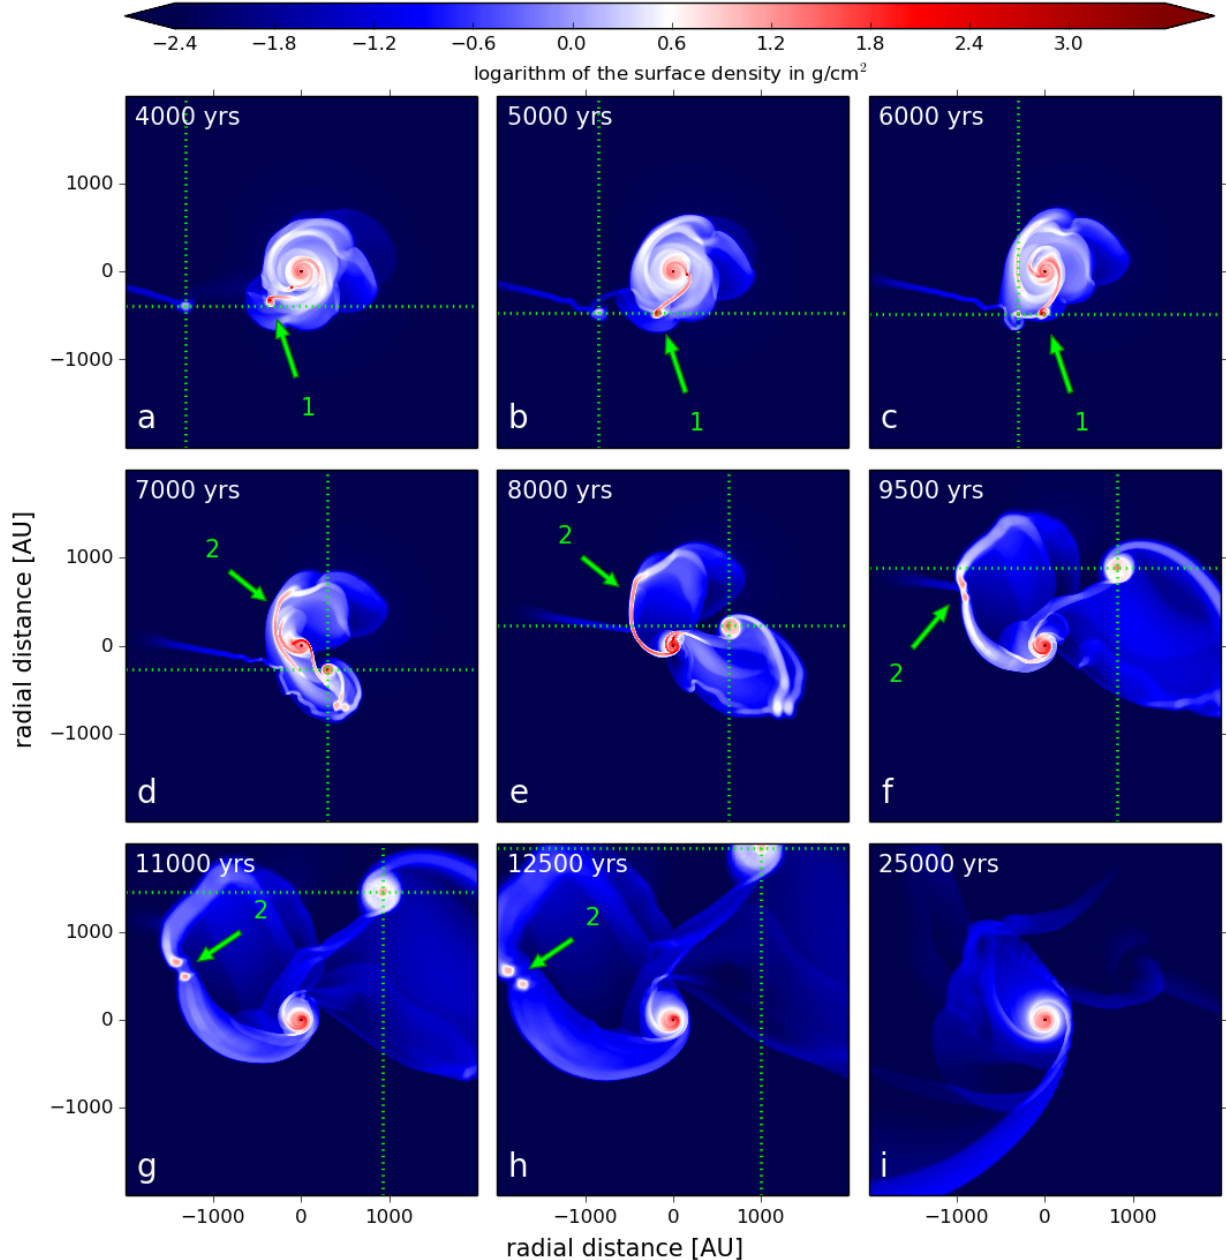 −2.4 −1.8 −1.2 −0.6 0.0 0.6 1.2 1.8 2.4 3.0
logarithm of the surface density in g/cm²
4000 yrs 5000 yrs 6000 yrs
1000
0
−1000
1 1 1
a b c
7000 yrs 8000 yrs 9500 yrs
2 2 2
1000
0
−1000
d e f
radial distance [AU]
11000 yrs 12500 yrs 25000 yrs
2 2
1000
0
−1000
g h i
−1000 0 1000 −1000 0 1000 −1000 0 1000
radial distance [AU]